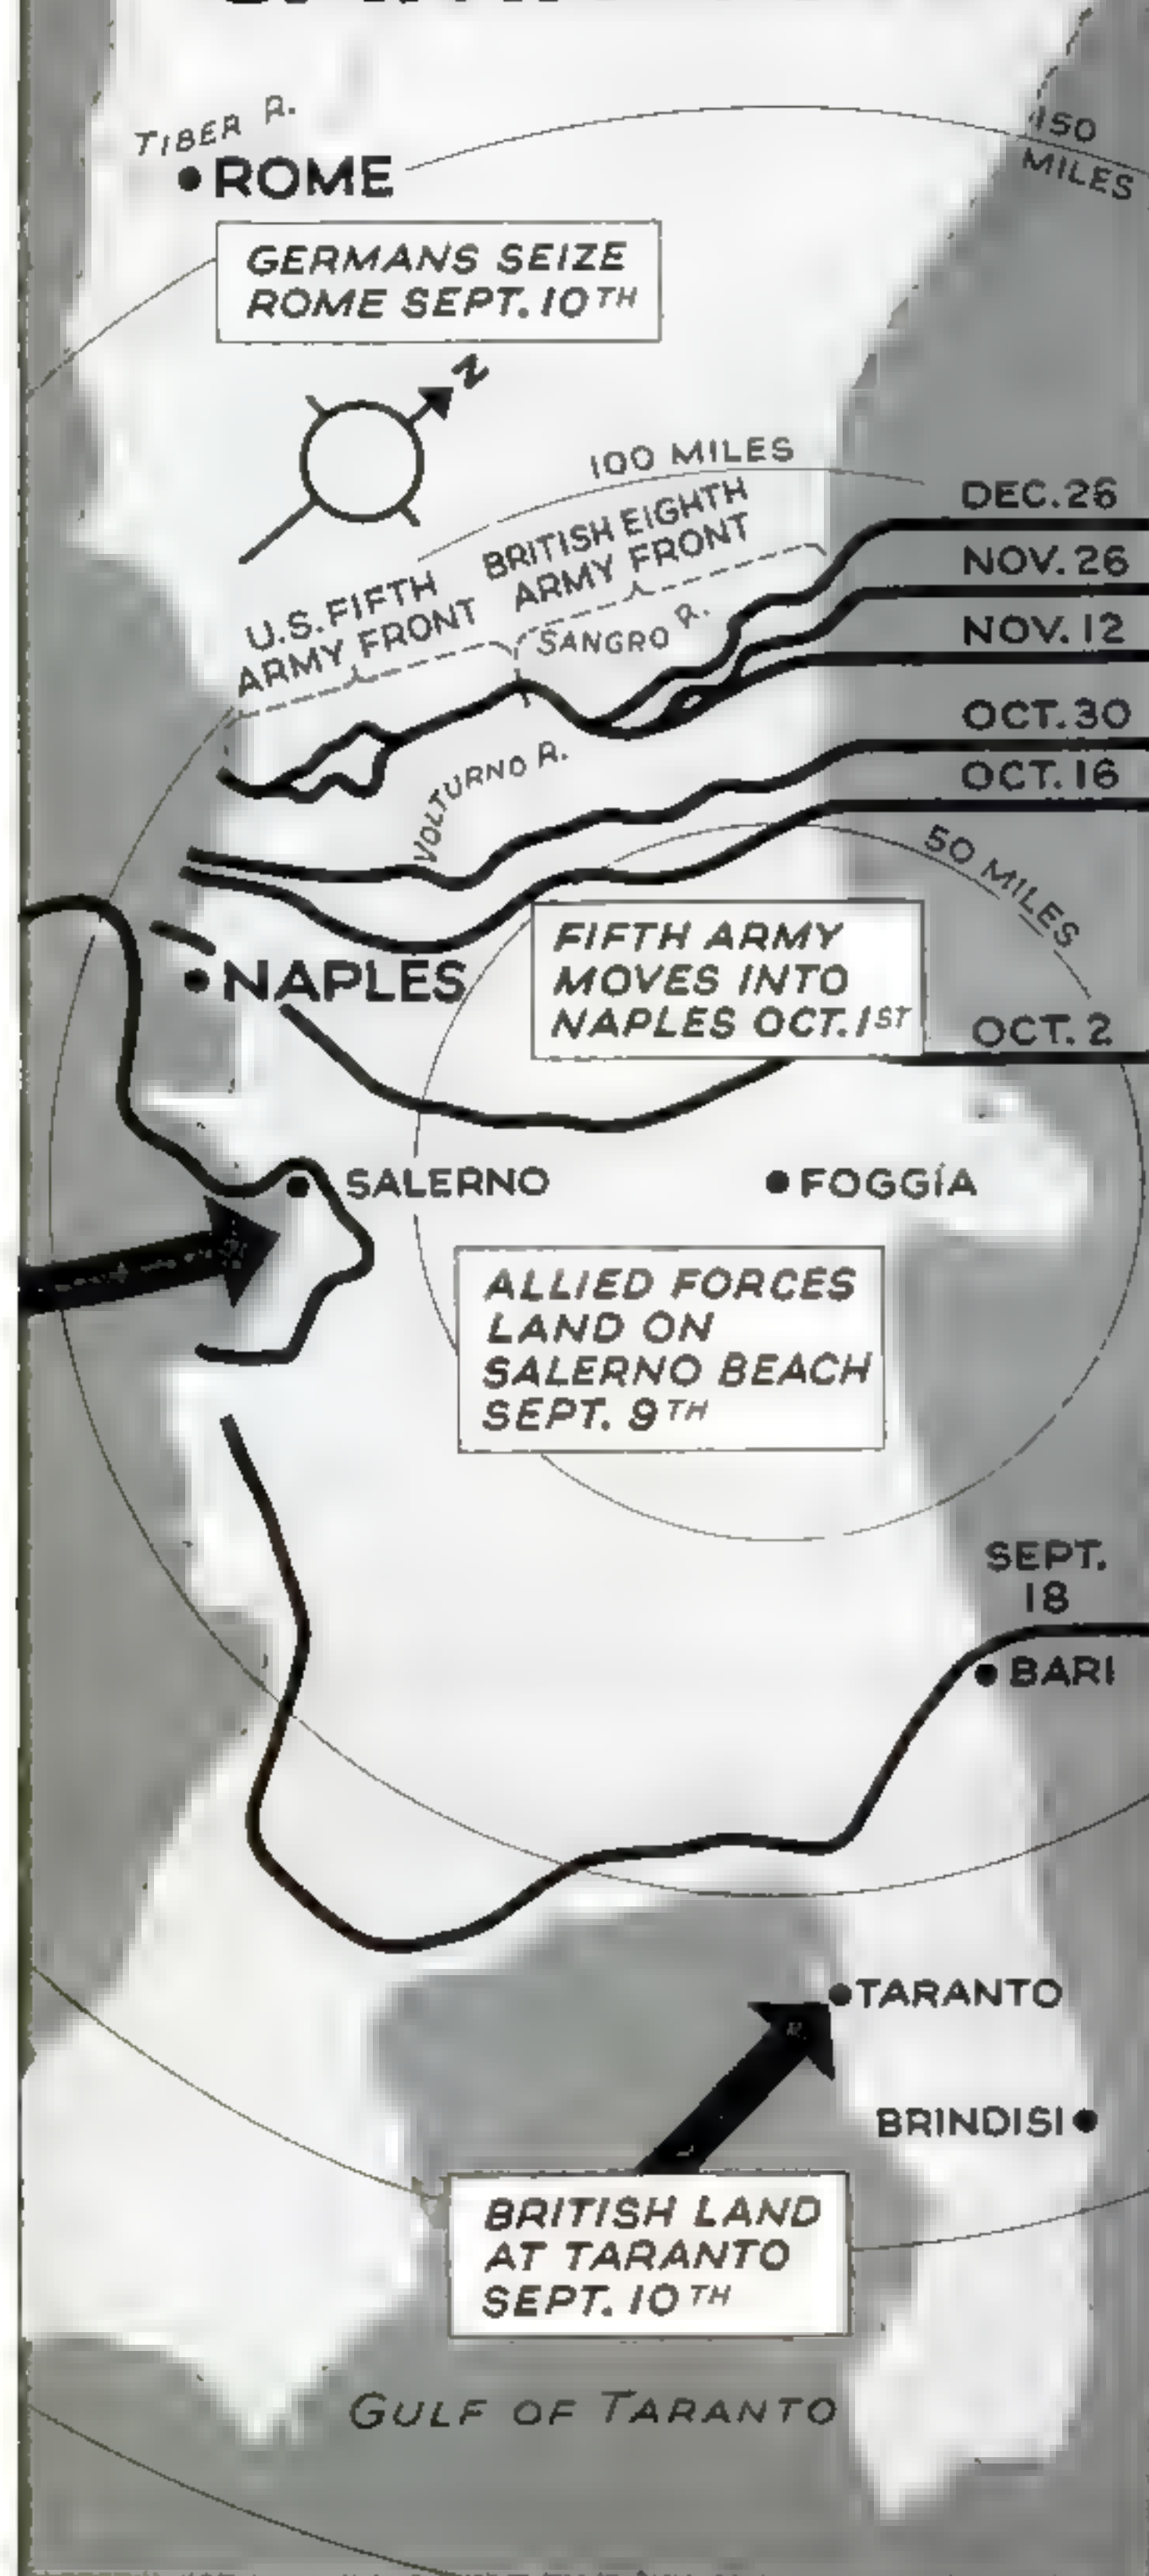 TIBER R.
ROME
150
MILES
GERMANS SEIZE
ROME SEPT. 10TH
N
100 MILES
BRITISH EIGHTH
ARMY FRONT
U.S. FIFTH
ARMY FRONT
SANGRO R.
DEC. 26
NOV. 26
NOV. 12
OCT. 30
OCT. 16
VOLTURNO R.
50 MILES
NAPLES
FIFTH ARMY
MOVES INTO
NAPLES OCT. 1ST
OCT. 2
SALERNO
FOGGIA
ALLIED FORCES
LAND ON
SALERNO BEACH
SEPT. 9TH
SEPT.
18
BARI
TARANTO
BRINDISI
BRITISH LAND
AT TARANTO
SEPT. 10TH
GULF OF TARANTO